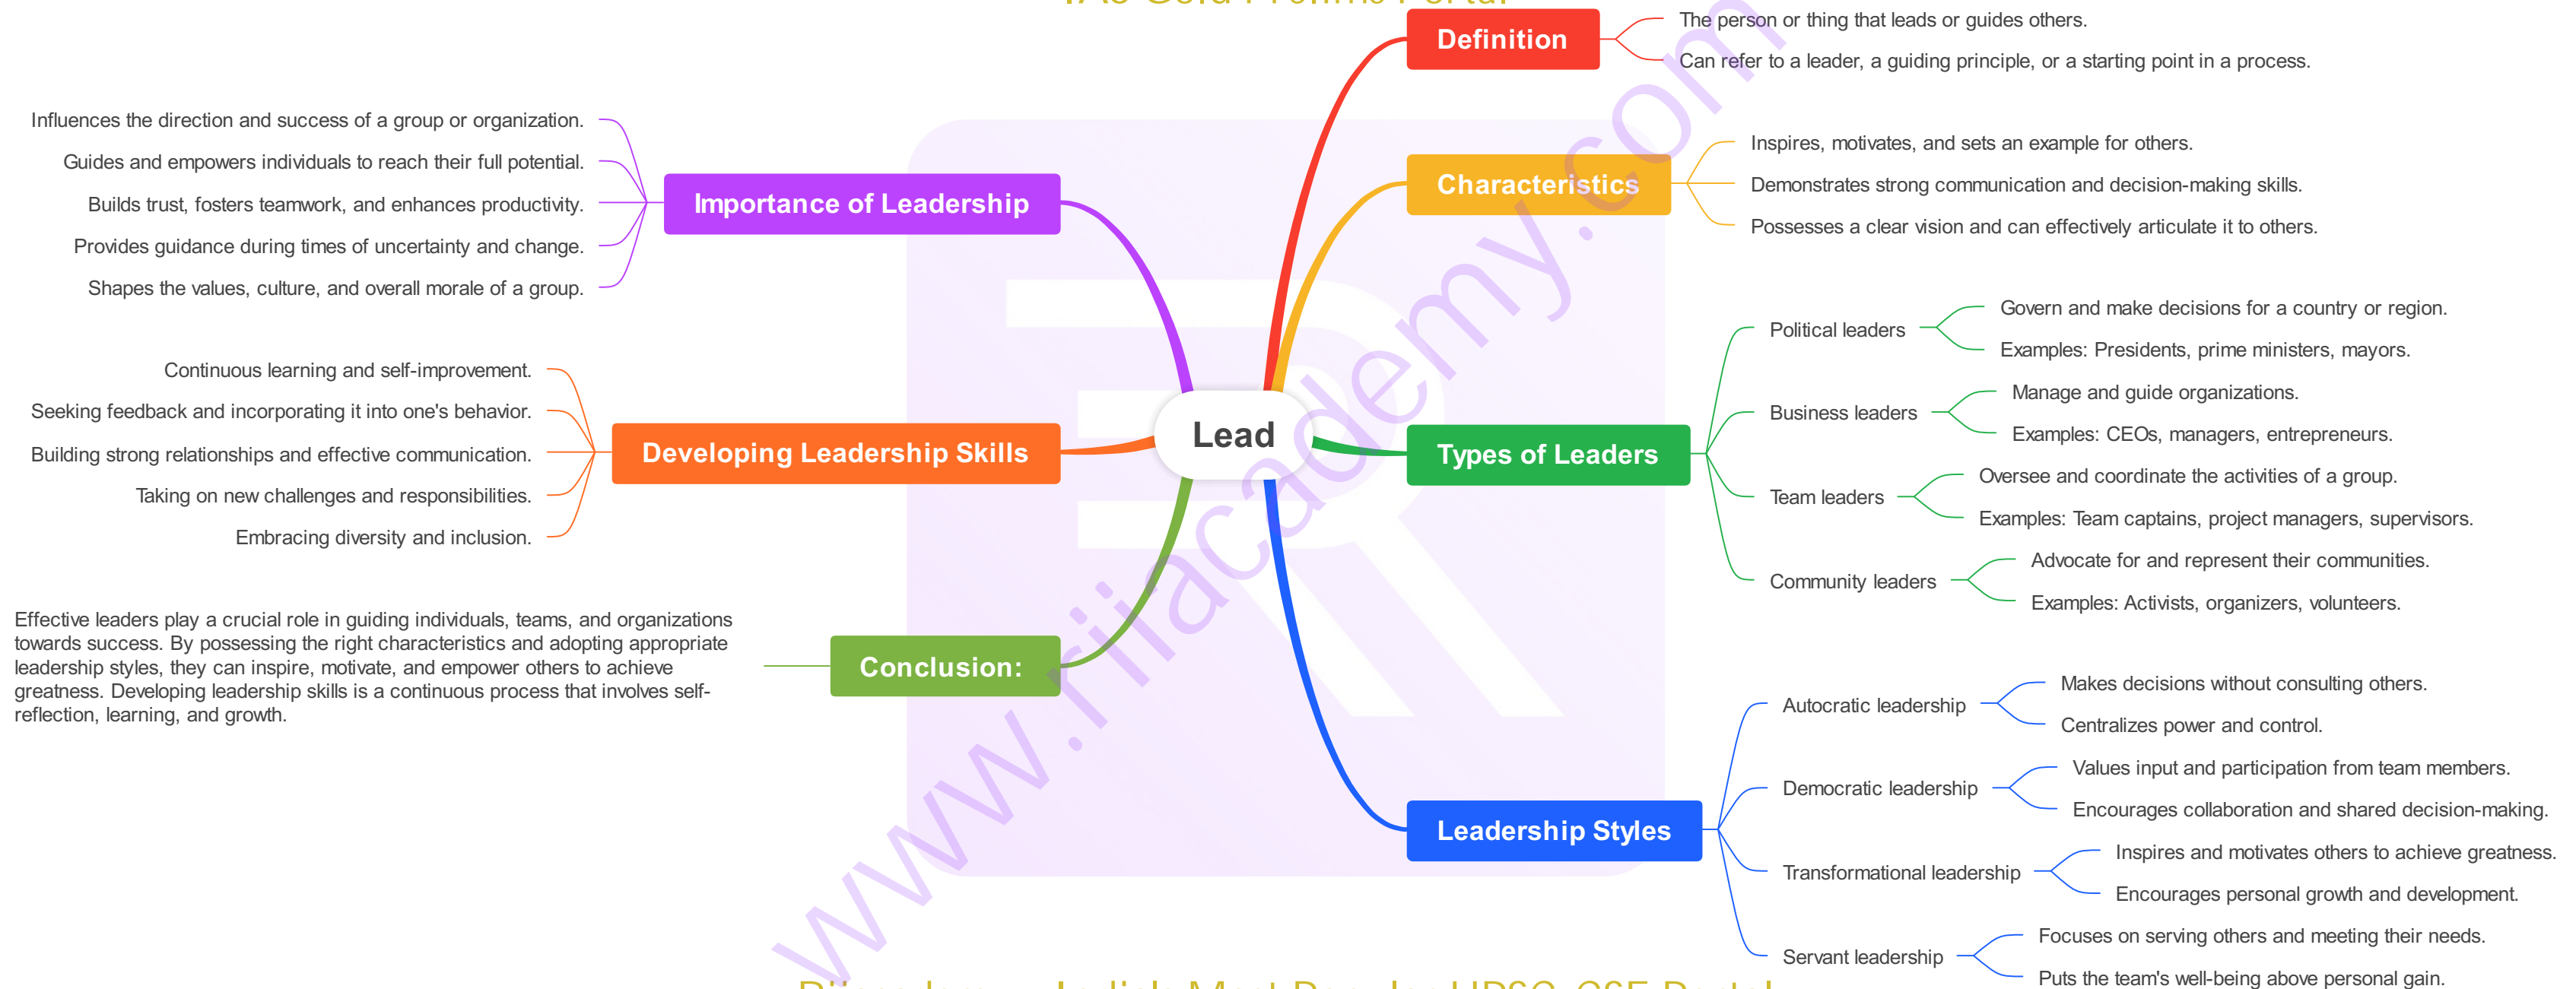 Lead
Definition
The person or thing that leads or guides others.
Can refer to a leader, a guiding principle, or a starting point in a process.
Characteristics
Inspires, motivates, and sets an example for others.
Demonstrates strong communication and decision-making skills.
Possesses a clear vision and can effectively articulate it to others.
Types of Leaders
Political leaders
Govern and make decisions for a country or region.
Examples: Presidents, prime ministers, mayors.
Business leaders
Manage and guide organizations.
Examples: CEOs, managers, entrepreneurs.
Team leaders
Oversee and coordinate the activities of a group.
Examples: Team captains, project managers, supervisors.
Community leaders
Advocate for and represent their communities.
Examples: Activists, organizers, volunteers.
Leadership Styles
Autocratic leadership
Makes decisions without consulting others.
Centralizes power and control.
Democratic leadership
Values input and participation from team members.
Encourages collaboration and shared decision-making.
Transformational leadership
Inspires and motivates others to achieve greatness.
Encourages personal growth and development.
Servant leadership
Focuses on serving others and meeting their needs.
Puts the team's well-being above personal gain.
Importance of Leadership
Influences the direction and success of a group or organization.
Guides and empowers individuals to reach their full potential.
Builds trust, fosters teamwork, and enhances productivity.
Provides guidance during times of uncertainty and change.
Shapes the values, culture, and overall morale of a group.
Developing Leadership Skills
Continuous learning and self-improvement.
Seeking feedback and incorporating it into one's behavior.
Building strong relationships and effective communication.
Taking on new challenges and responsibilities.
Embracing diversity and inclusion.
Conclusion:
Effective leaders play a crucial role in guiding individuals, teams, and organizations
towards success. By possessing the right characteristics and adopting appropriate
leadership styles, they can inspire, motivate, and empower others to achieve
greatness. Developing leadership skills is a continuous process that involves self-
reflection, learning, and growth.
www.riiacademy.com